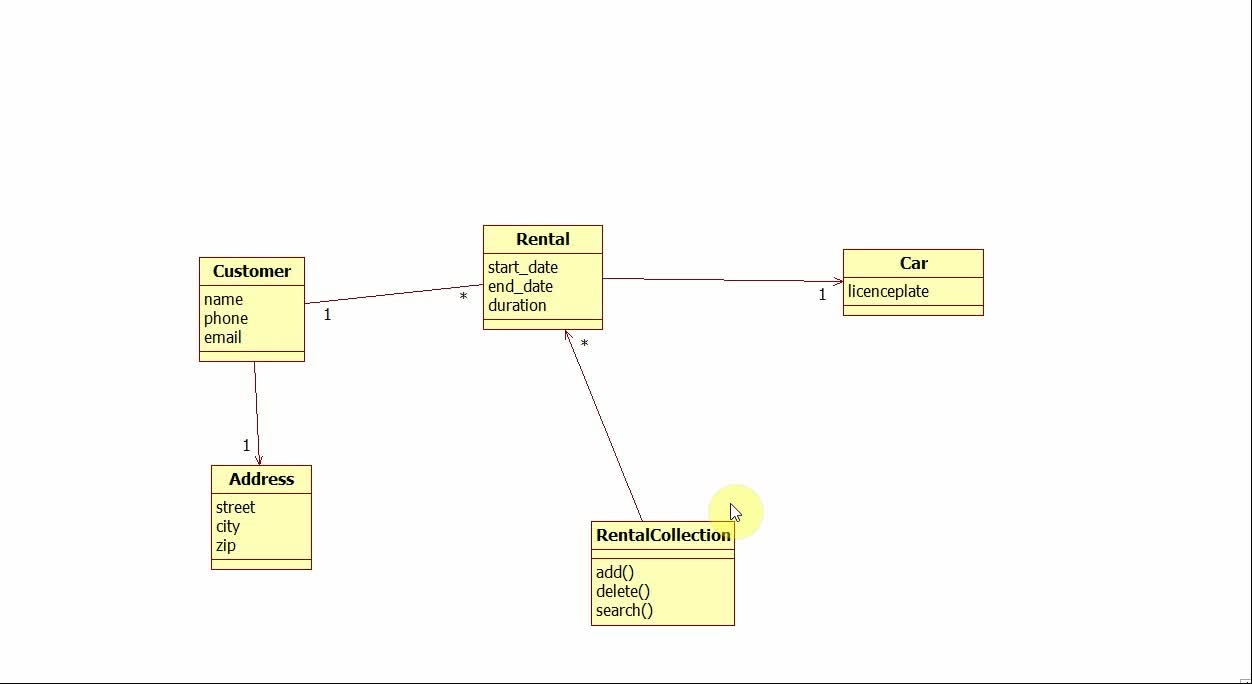 Rental
start_date
end_date
duration
Customer
name
phone
email
Car
licenceplate
1
*
1
*
1
Address
street
city
zip
RentalCollection
add()
delete()
search()